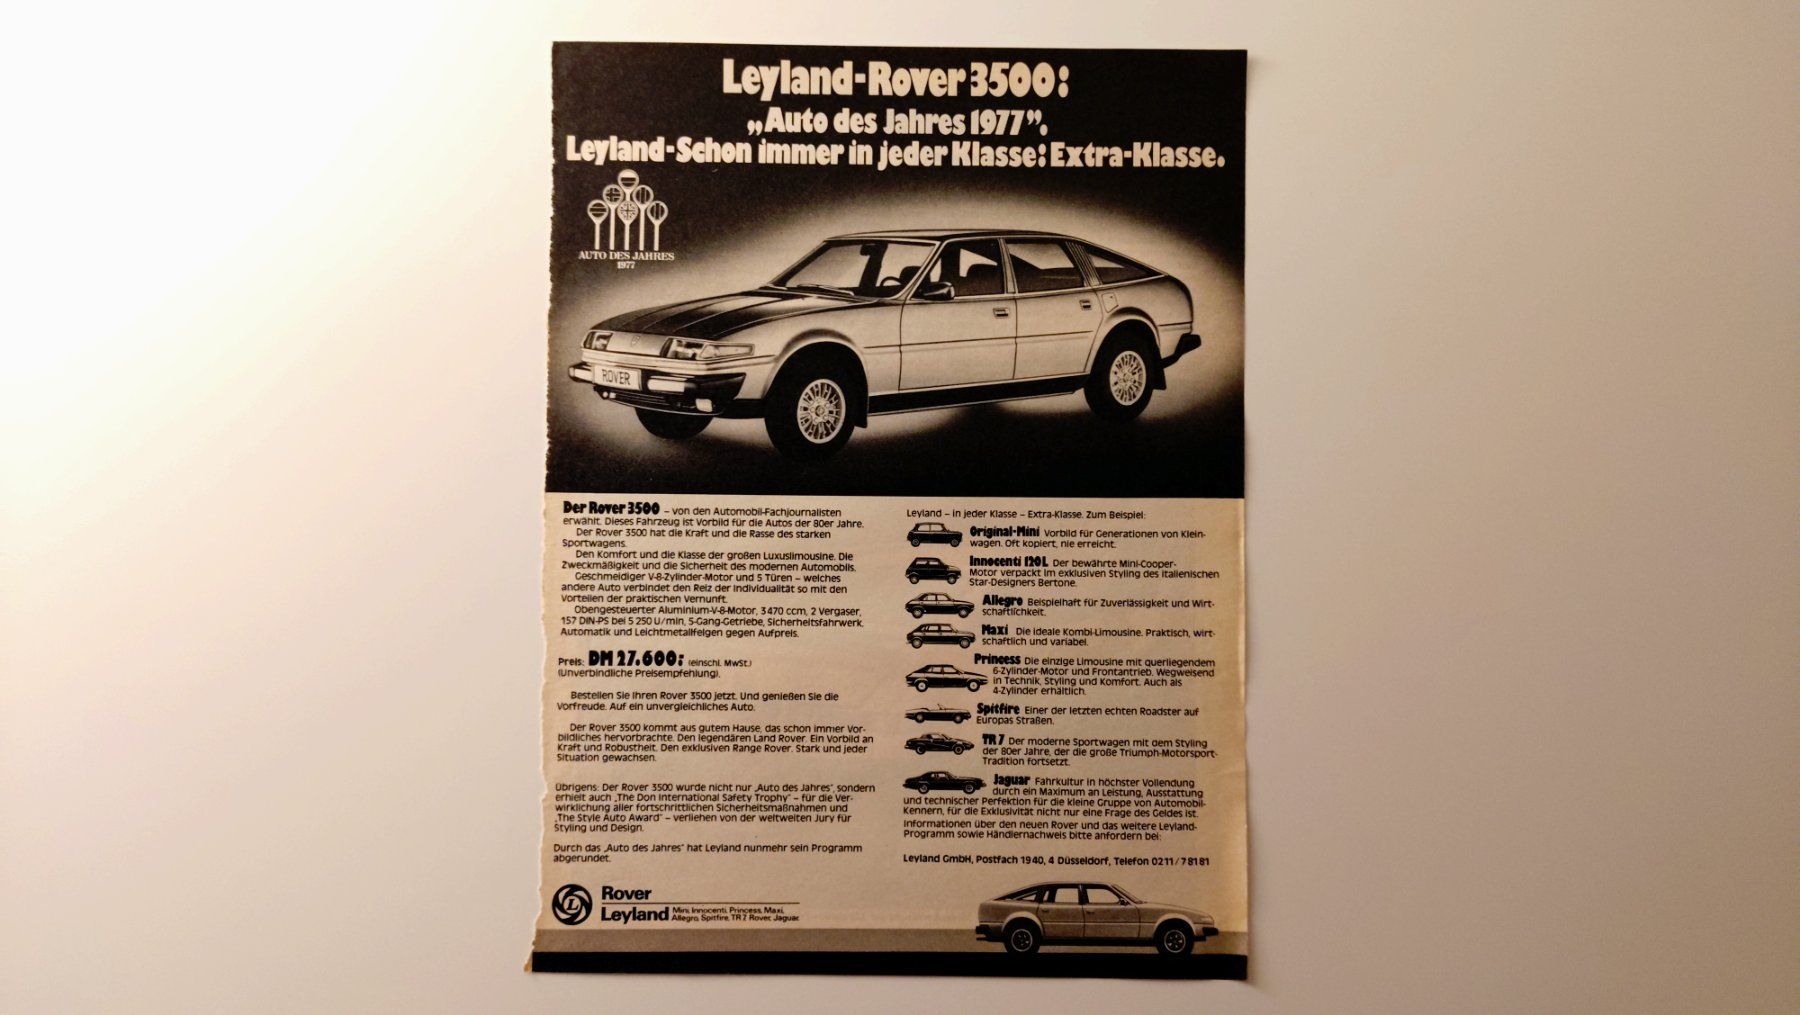 Leyland-Rover 3500:
„Auto des Jahres 1977”.
Leyland-Schon immer in jeder Klasse: Extra-Klasse.
AUTO DES JAHRES
1977
ROVER
Der Rover 3500 – von den Automobil-Fachjournalisten
erwählt. Dieses Fahrzeug ist Vorbild für die Autos der 80er Jahre.
Der Rover 3500 hat die Kraft und die Rasse des starken
Sportwagens.
Den Komfort und die Klasse der großen Luxuslimousine. Die
Zweckmäßigkeit und die Sicherheit des modernen Automobils.
Geschmeidiger V-8-Zylinder-Motor und 5 Türen – welches
andere Auto verbindet den Reiz der Individualität so mit den
Vorteilen der praktischen Vernunft.
Obengesteuerter Aluminium-V-8-Motor, 3470 ccm, 2 Vergaser,
157 DIN-PS bei 5 250 U/min, 5-Gang-Getriebe, Sicherheitsfahrwerk,
Automatik und Leichtmetallfelgen gegen Aufpreis.
Preis: DM 27.600: (einschl. MwSt.)
(Unverbindliche Preisempfehlung).
Bestellen Sie Ihren Rover 3500 jetzt. Und genießen Sie die
Vorfreude. Auf ein unvergleichliches Auto.
Der Rover 3500 kommt aus gutem Hause, das schon immer Vor-
bildliches hervorbrachte. Den legendären Land Rover. Ein Vorbild an
Kraft und Robustheit. Den exklusiven Range Rover. Stark und jeder
Situation gewachsen.
Übrigens: Der Rover 3500 wurde nicht nur „Auto des Jahres”, sondern
erhielt auch „The Don International Safety Trophy” – für die Ver-
wirklichung aller fortschrittlichen Sicherheitsmaßnahmen und
„The Style Auto Award” – verliehen von der weltweiten Jury für
Styling und Design.
Durch das „Auto des Jahres” hat Leyland nunmehr sein Programm
abgerundet.
L
Rover
Leyland Mini, Innocenti, Princess, Maxi,
Allegro, Spitfire, TR 7, Rover, Jaguar.
Leyland – in jeder Klasse – Extra-Klasse. Zum Beispiel:
Original-Mini Vorbild für Generationen von Klein-
wagen. Oft kopiert, nie erreicht.
Innocenti 120L Der bewährte Mini-Cooper-
Motor verpackt im exklusiven Styling des italienischen
Star-Designers Bertone.
Allegro Beispielhaft für Zuverlässigkeit und Wirt-
schaftlichkeit.
Maxi Die ideale Kombi-Limousine. Praktisch, wirt-
schaftlich und variabel.
Princess Die einzige Limousine mit querliegendem
6-Zylinder-Motor und Frontantrieb. Wegweisend
in Technik, Styling und Komfort. Auch als
4-Zylinder erhältlich.
Spitfire Einer der letzten echten Roadster auf
Europas Straßen.
TR 7 Der moderne Sportwagen mit dem Styling
der 80er Jahre, der die große Triumph-Motorsport-
Tradition fortsetzt.
Jaguar Fahrkultur in höchster Vollendung
durch ein Maximum an Leistung, Ausstattung
und technischer Perfektion für die kleine Gruppe von Automobil-
Kennern, für die Exklusivität nicht nur eine Frage des Geldes ist.
Informationen über den neuen Rover und das weitere Leyland-
Programm sowie Händlernachweis bitte anfordern bei:
Leyland GmbH, Postfach 1940, 4 Düsseldorf, Telefon 0211/78181